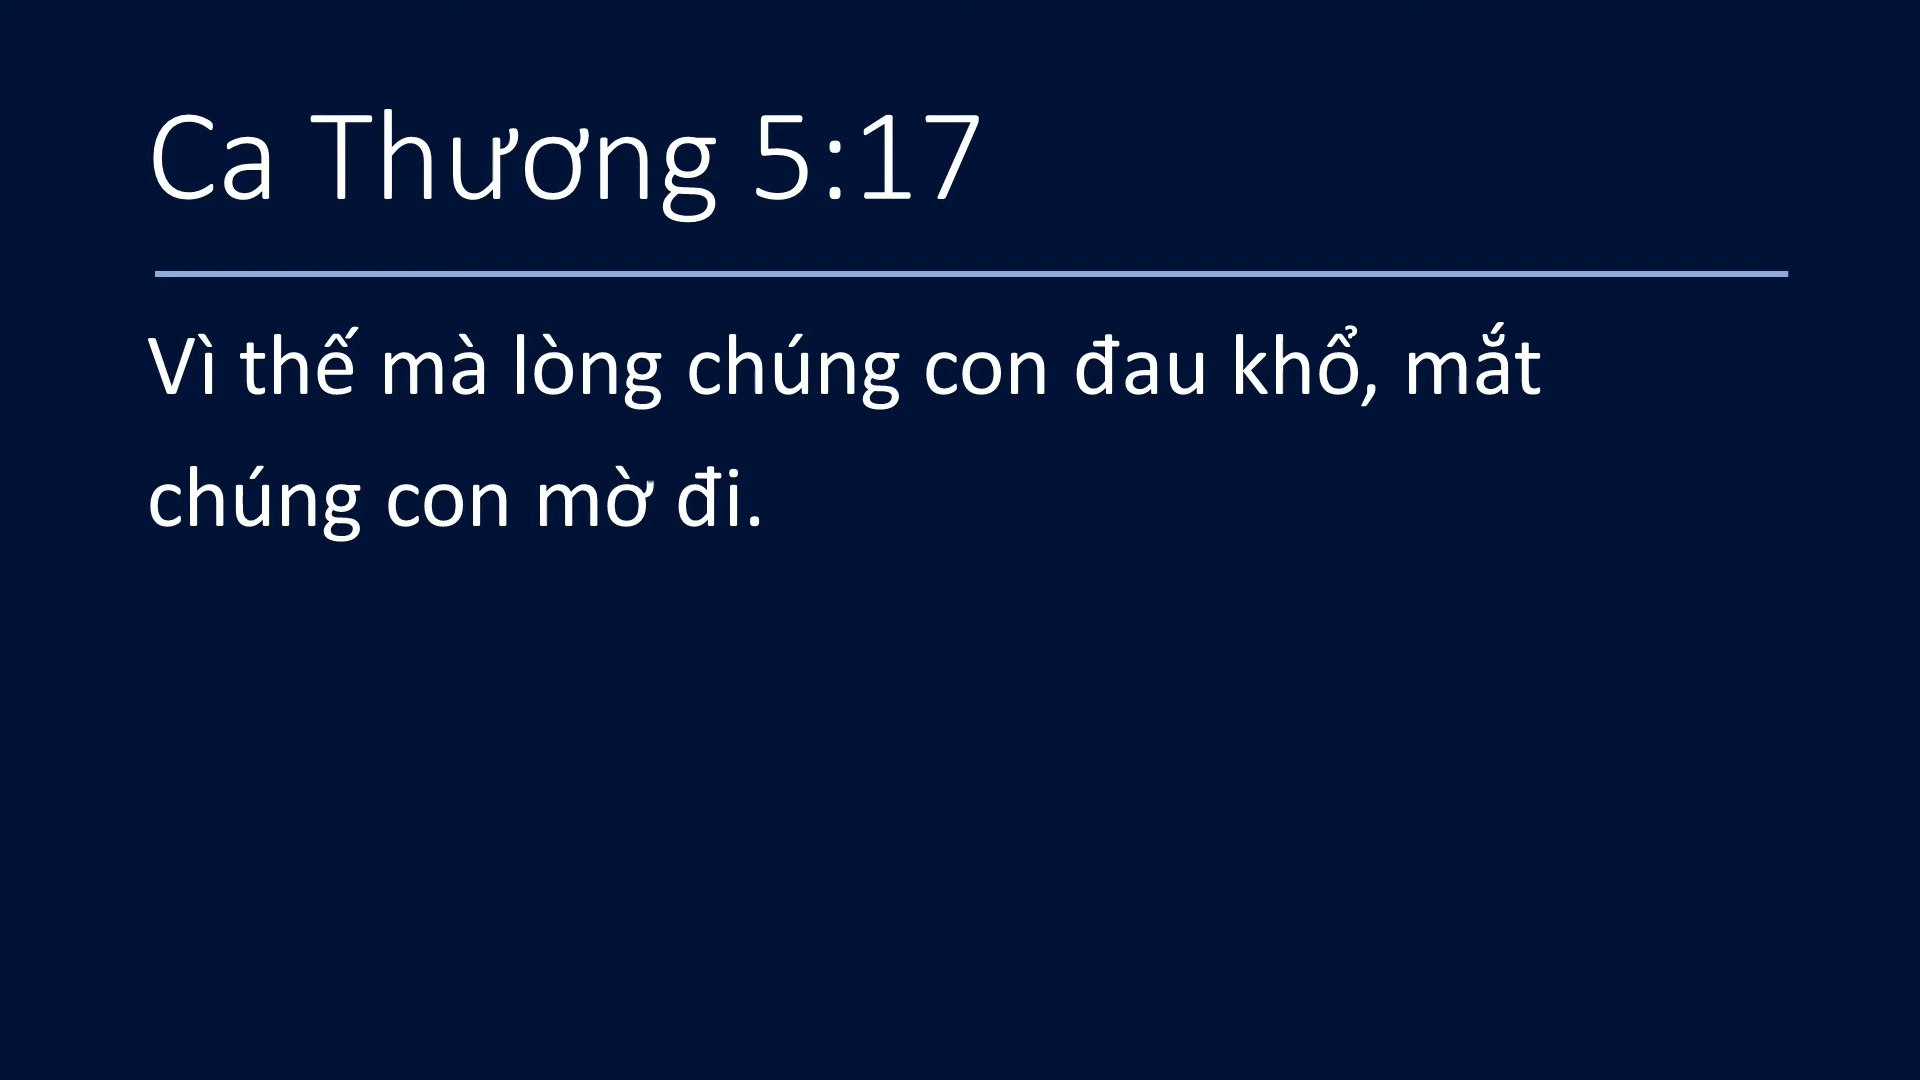 Ca Thương 5:17
Vì thế mà lòng chúng con đau khổ, mắt
chúng con mờ đi.